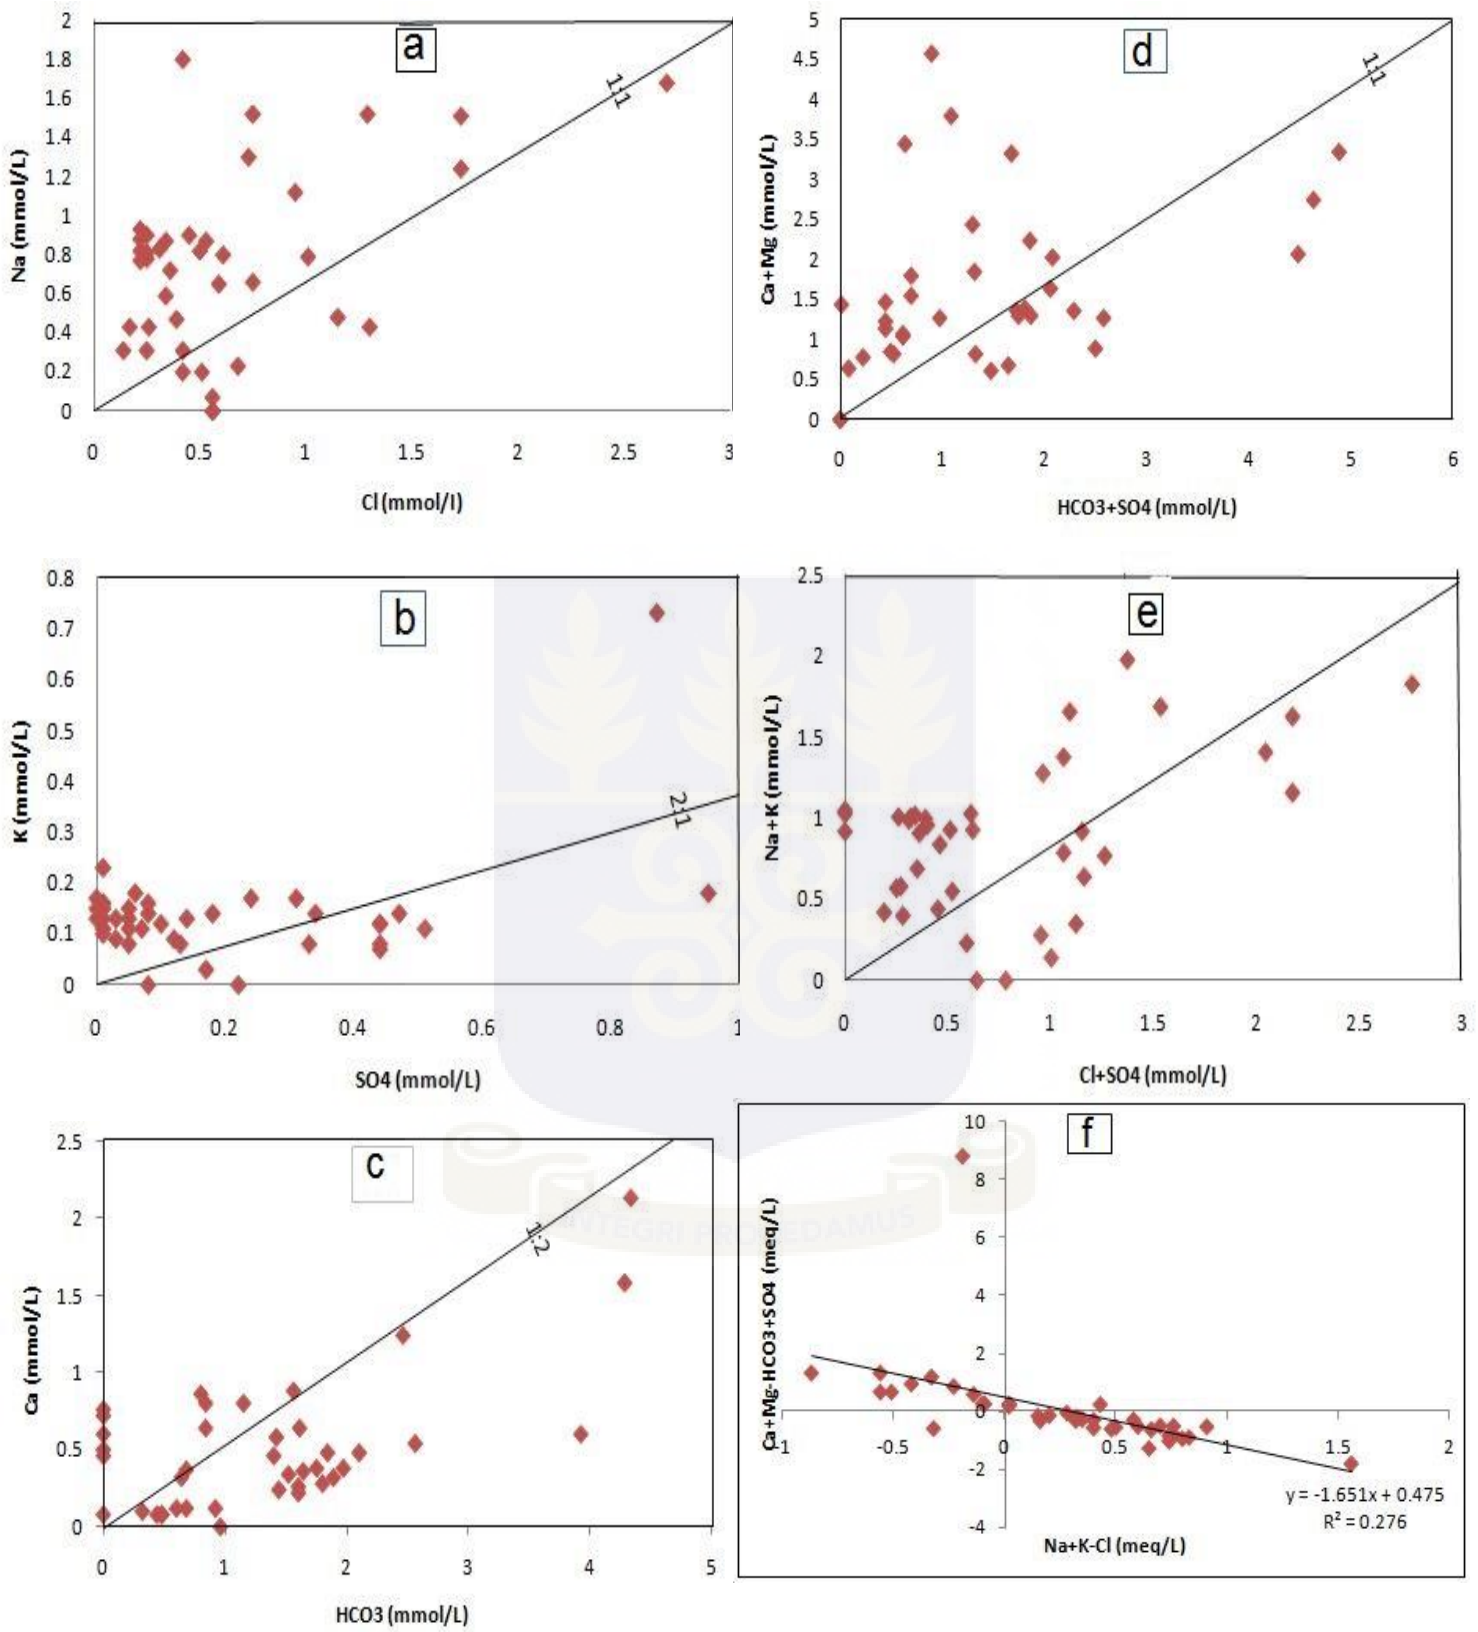 a
2
1.8
1.6
1.4
1.2
1
0.8
0.6
0.4
0.2
0
Na (mmol/L)
1:1
0 0.5 1 1.5 2 2.5 3
Cl (mmol/l)
d
5
4.5
4
3.5
3
2.5
2
1.5
1
0.5
0
Ca+Mg (mmol/L)
1:1
0 1 2 3 4 5 6
HCO3+SO4 (mmol/L)
b
0.8
0.7
0.6
0.5
0.4
0.3
0.2
0.1
0
K (mmol/L)
2:1
0 0.2 0.4 0.6 0.8 1
SO4 (mmol/L)
e
2.5
2
1.5
1
0.5
0
Na+K (mmol/L)
0 0.5 1 1.5 2 2.5 3
Cl+SO4 (mmol/L)
c
2.5
2
1.5
1
0.5
0
Ca (mmol/L)
1:2
0 1 2 3 4 5
HCO3 (mmol/L)
f
10
8
6
4
2
0
-2
-4
Ca+Mg-HCO3+SO4 (meq/L)
-1 -0.5 0 0.5 1 1.5 2
y = -1.651x + 0.475
R² = 0.276
Na+K-Cl (meq/L)
INTEGRI PROCEDAMUS